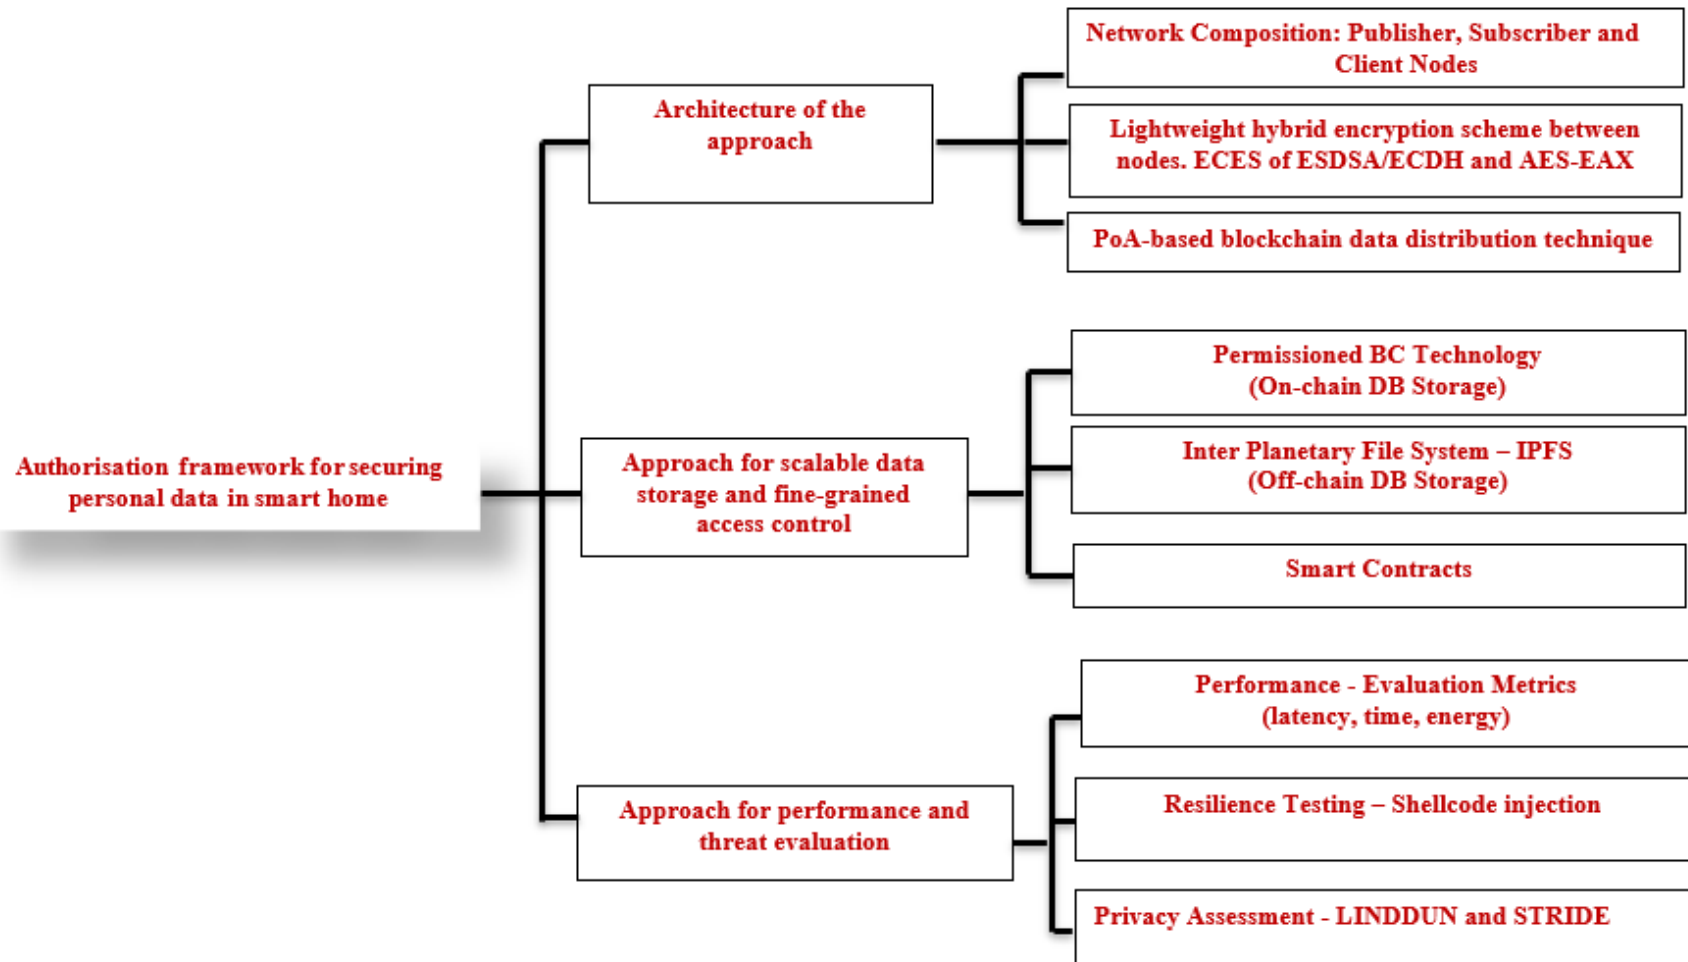 Authorisation framework for securing
personal data in smart home
Architecture of the
approach
Network Composition: Publisher, Subscriber and
Client Nodes
Lightweight hybrid encryption scheme between
nodes. ECES of ESDSA/ECDH and AES-EAX
PoA-based blockchain data distribution technique
Approach for scalable data
storage and fine-grained
access control
Permissioned BC Technology
(On-chain DB Storage)
Inter Planetary File System – IPFS
(Off-chain DB Storage)
Smart Contracts
Approach for performance and
threat evaluation
Performance - Evaluation Metrics
(latency, time, energy)
Resilience Testing – Shellcode injection
Privacy Assessment - LINDDUN and STRIDE